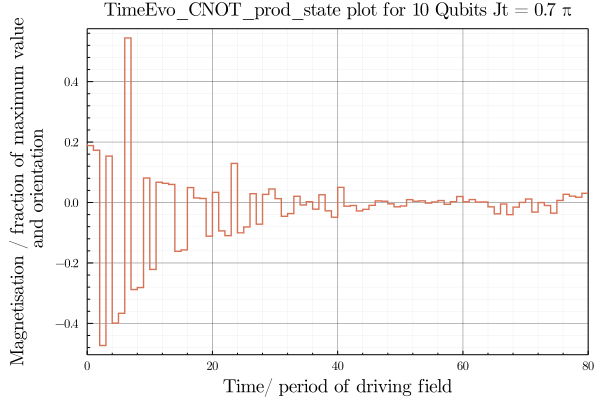 TimeEvo_CNOT_prod_state plot for 10 Qubits Jt = 0.7 π
Magnetisation / fraction of maximum value
and orientation
0.4
0.2
0.0
−0.2
−0.4
0 20 40 60 80
Time/ period of driving field